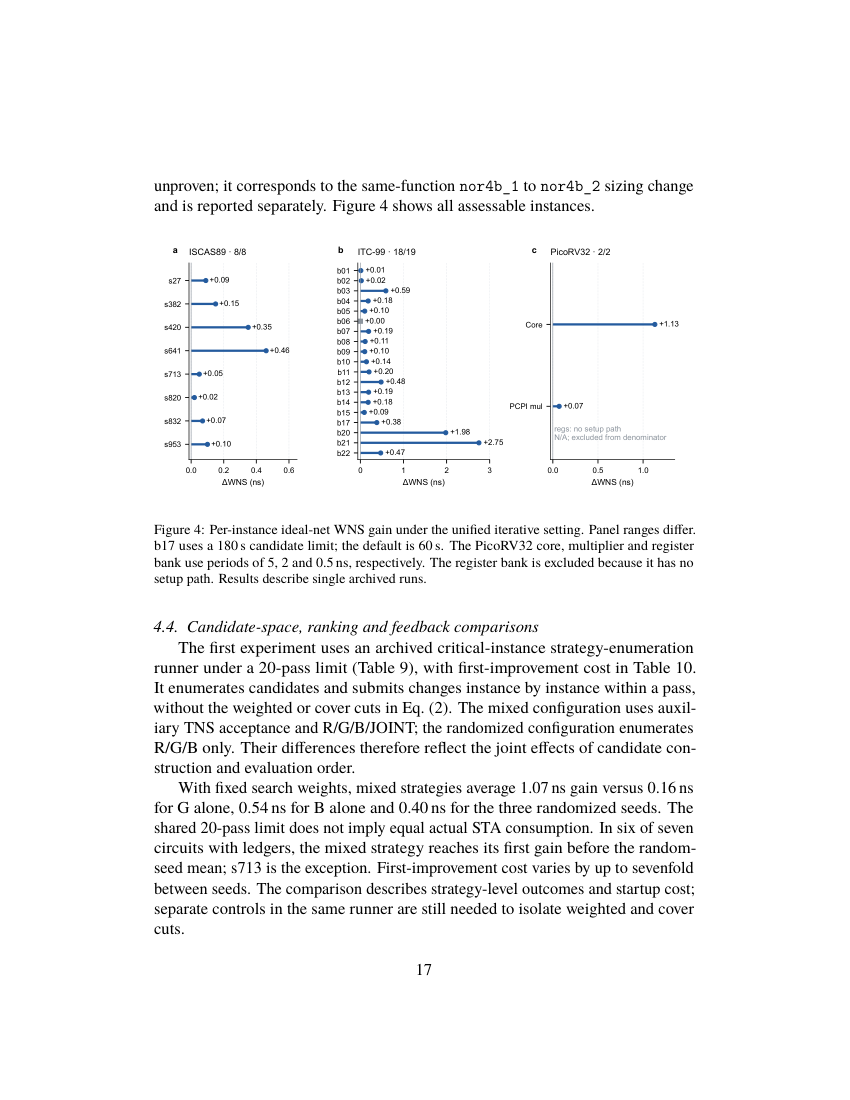 unproven; it corresponds to the same-function nor4b_1 to nor4b_2 sizing change
and is reported separately. Figure 4 shows all assessable instances.
a ISCAS89 · 8/8
s27 +0.09
s382 +0.15
s420 +0.35
s641 +0.46
s713 +0.05
s820 +0.02
s832 +0.07
s953 +0.10
0.0 0.2 0.4 0.6
ΔWNS (ns)
b ITC-99 · 18/19
b01 +0.01
b02 +0.02
b03 +0.59
b04 +0.18
b05 +0.10
b06 +0.00
b07 +0.19
b08 +0.11
b09 +0.10
b10 +0.14
b11 +0.20
b12 +0.48
b13 +0.19
b14 +0.18
b15 +0.09
b17 +0.38
b20 +1.98
b21 +2.75
b22 +0.47
0 1 2 3
ΔWNS (ns)
c PicoRV32 · 2/2
Core +1.13
PCPI mul +0.07
regs: no setup path
N/A; excluded from denominator
0.0 0.5 1.0
ΔWNS (ns)
Figure 4: Per-instance ideal-net WNS gain under the unified iterative setting. Panel ranges differ.
b17 uses a 180 s candidate limit; the default is 60 s. The PicoRV32 core, multiplier and register
bank use periods of 5, 2 and 0.5 ns, respectively. The register bank is excluded because it has no
setup path. Results describe single archived runs.
4.4. Candidate-space, ranking and feedback comparisons
The first experiment uses an archived critical-instance strategy-enumeration
runner under a 20-pass limit (Table 9), with first-improvement cost in Table 10.
It enumerates candidates and submits changes instance by instance within a pass,
without the weighted or cover cuts in Eq. (2). The mixed configuration uses auxil-
iary TNS acceptance and R/G/B/JOINT; the randomized configuration enumerates
R/G/B only. Their differences therefore reflect the joint effects of candidate con-
struction and evaluation order.
With fixed search weights, mixed strategies average 1.07 ns gain versus 0.16 ns
for G alone, 0.54 ns for B alone and 0.40 ns for the three randomized seeds. The
shared 20-pass limit does not imply equal actual STA consumption. In six of seven
circuits with ledgers, the mixed strategy reaches its first gain before the random-
seed mean; s713 is the exception. First-improvement cost varies by up to sevenfold
between seeds. The comparison describes strategy-level outcomes and startup cost;
separate controls in the same runner are still needed to isolate weighted and cover
cuts.
17